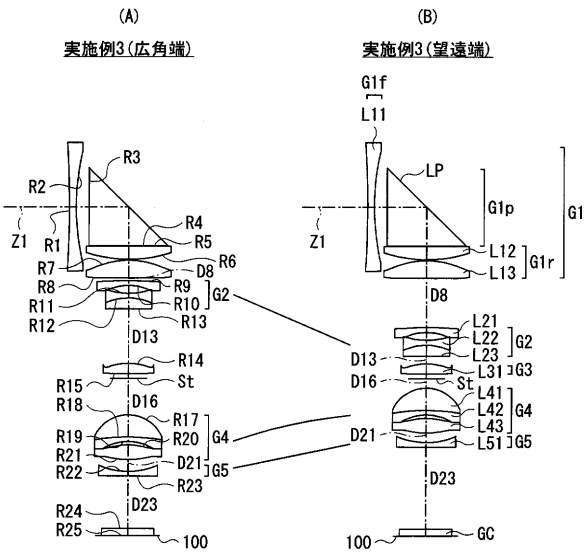 (A)
実施例3(広角端)
R3
R2
Z1
R1
R4
R5
R7
R6
R8
D8
R11
R9
G2
R12
R10
R13
D13
R14
R15
St
D16
R18
R17
R19
R20
G4
R21
D21
R22
G5
R23
D23
R24
R25
100
(B)
実施例3(望遠端)
G1f
L11
LP
G1p
G1
Z1
L12
G1r
L13
D8
L21
L22
G2
D13
L23
L31
G3
D16
St
L41
L42
G4
L43
D21
L51
G5
D23
100
GC